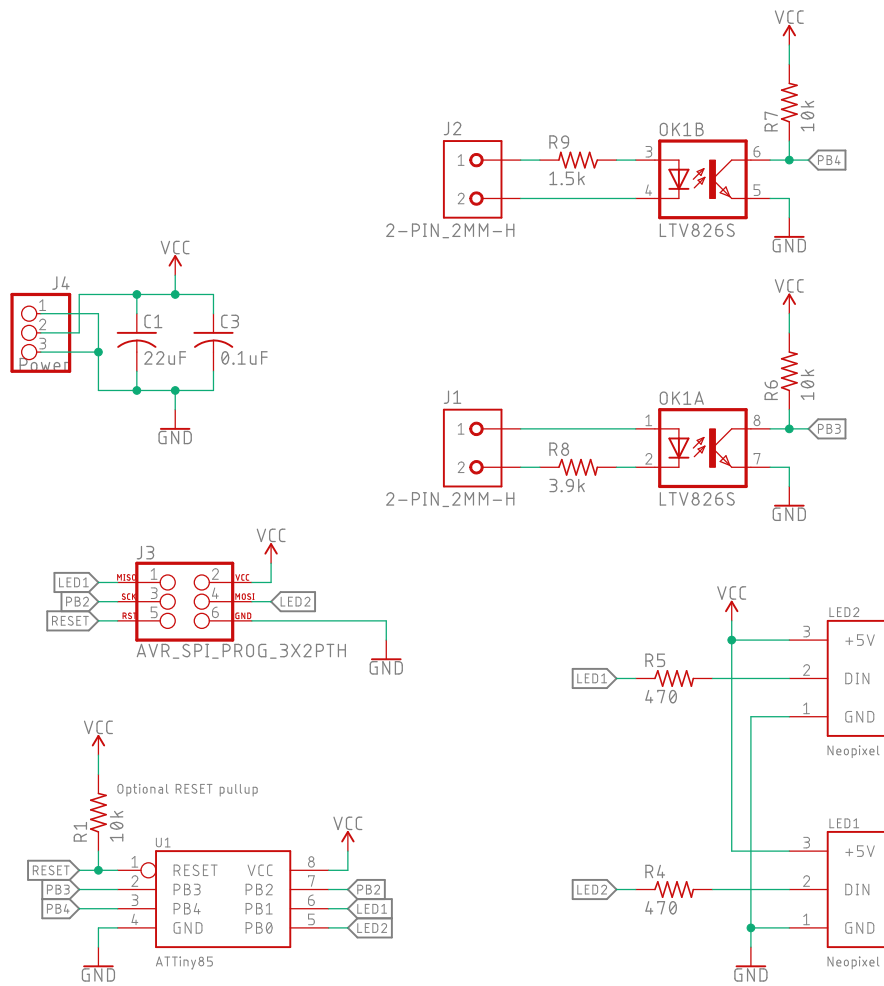 VCC
R7
10k
J2
1
2
2-PIN_2MM-H
R9
1.5k
OK1B
3
4
6
5
LTV826S
PB4
GND
VCC
J4
1
2
3
Power
C1
22uF
C3
0.1uF
GND
VCC
R6
10k
J1
1
2
2-PIN_2MM-H
R8
3.9k
OK1A
1
2
8
7
LTV826S
PB3
GND
J3
VCC
LED1 MISO 1 2 VCC
PB2 SCK 3 4 MOSI LED2
RESET RST 5 6 GND
AVR_SPI_PROG_3X2PTH
GND
VCC
LED2
3 +5V
LED1
R5
470
2 DIN
1 GND
Neopixel
VCC
Optional RESET pullup
R1
10k
U1
VCC
RESET 1 RESET VCC 8
PB3 2 PB3 PB2 7 PB2
PB4 3 PB4 PB1 6 LED1
4 GND PB0 5 LED2
ATTiny85
GND
LED1
3 +5V
LED2
R4
470
2 DIN
1 GND
Neopixel
GND